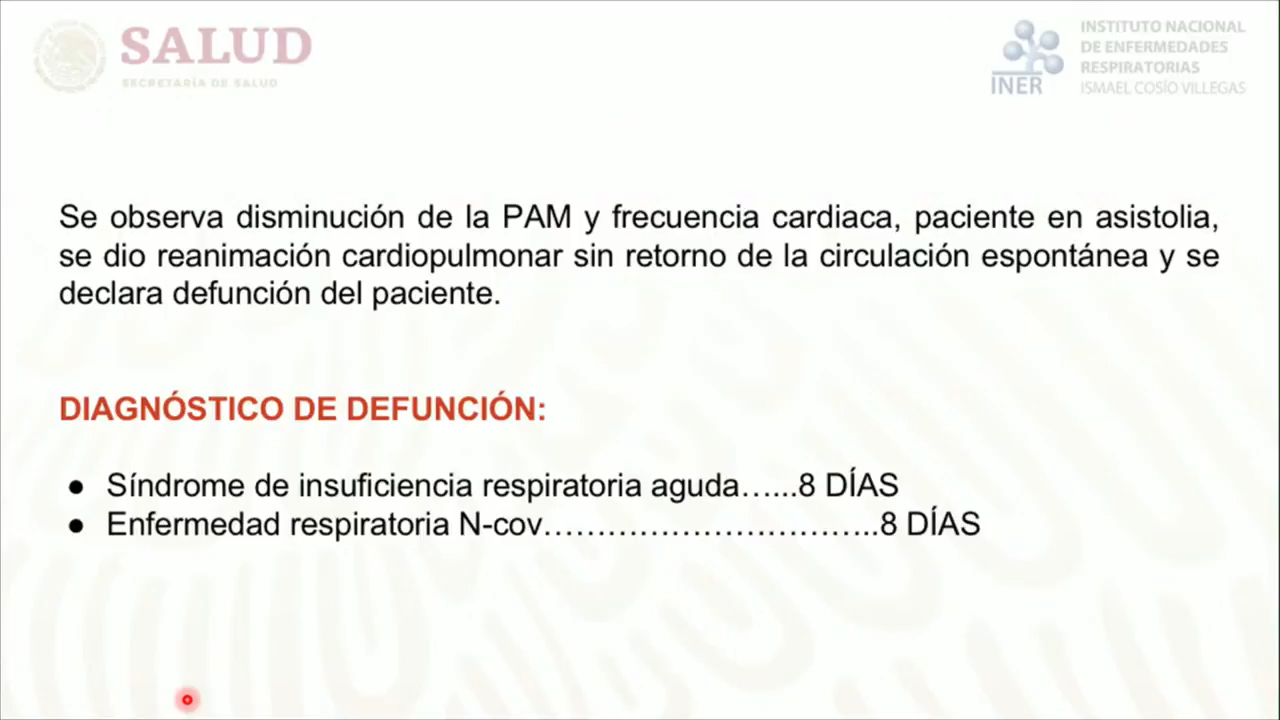 SALUD
SECRETARÍA DE SALUD
INER
INSTITUTO NACIONAL
DE ENFERMEDADES
RESPIRATORIAS
ISMAEL COSÍO VILLEGAS
Se observa disminución de la PAM y frecuencia cardiaca, paciente en asistolia,
se dio reanimación cardiopulmonar sin retorno de la circulación espontánea y se
declara defunción del paciente.
DIAGNÓSTICO DE DEFUNCIÓN:
● Síndrome de insuficiencia respiratoria aguda…...8 DÍAS
● Enfermedad respiratoria N-cov……………………………..8 DÍAS